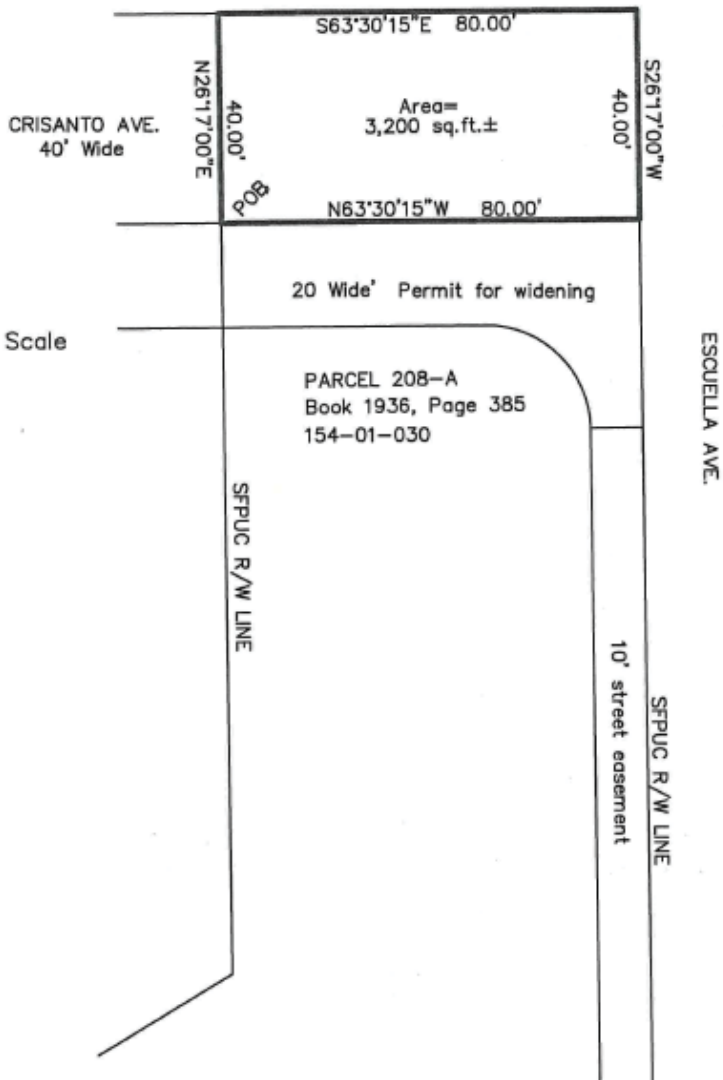 S63°30'15"E 80.00'
N26°17'00"E
40.00'
S26°17'00"W
40.00'
CRISANTO AVE.
40' Wide
Area=
3,200 sq.ft.±
POB
N63°30'15"W 80.00'
20 Wide' Permit for widening
Scale
ESCUELLA AVE.
PARCEL 208-A
Book 1936, Page 385
154-01-030
SFPUC R/W LINE
10' street easement
SFPUC R/W LINE